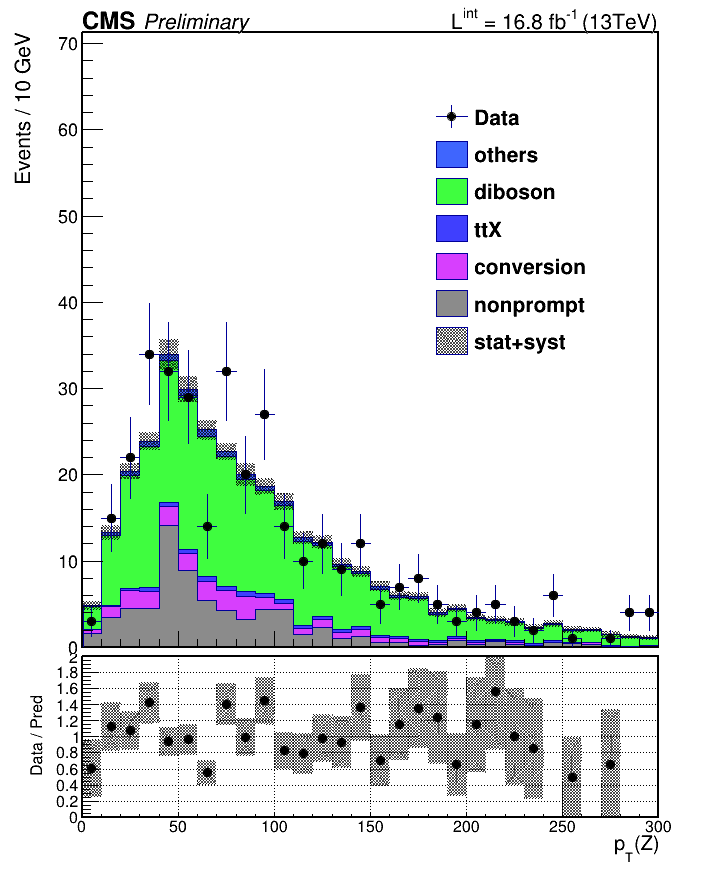 CMS Preliminary L^int = 16.8 fb^-1 (13TeV)
Events / 10 GeV
70
60
50
40
30
20
10
0
Data
others
diboson
ttX
conversion
nonprompt
stat+syst
Data / Pred
2
1.8
1.6
1.4
1.2
1
0.8
0.6
0.4
0.2
0
0 50 100 150 200 250 300
p_T(Z)